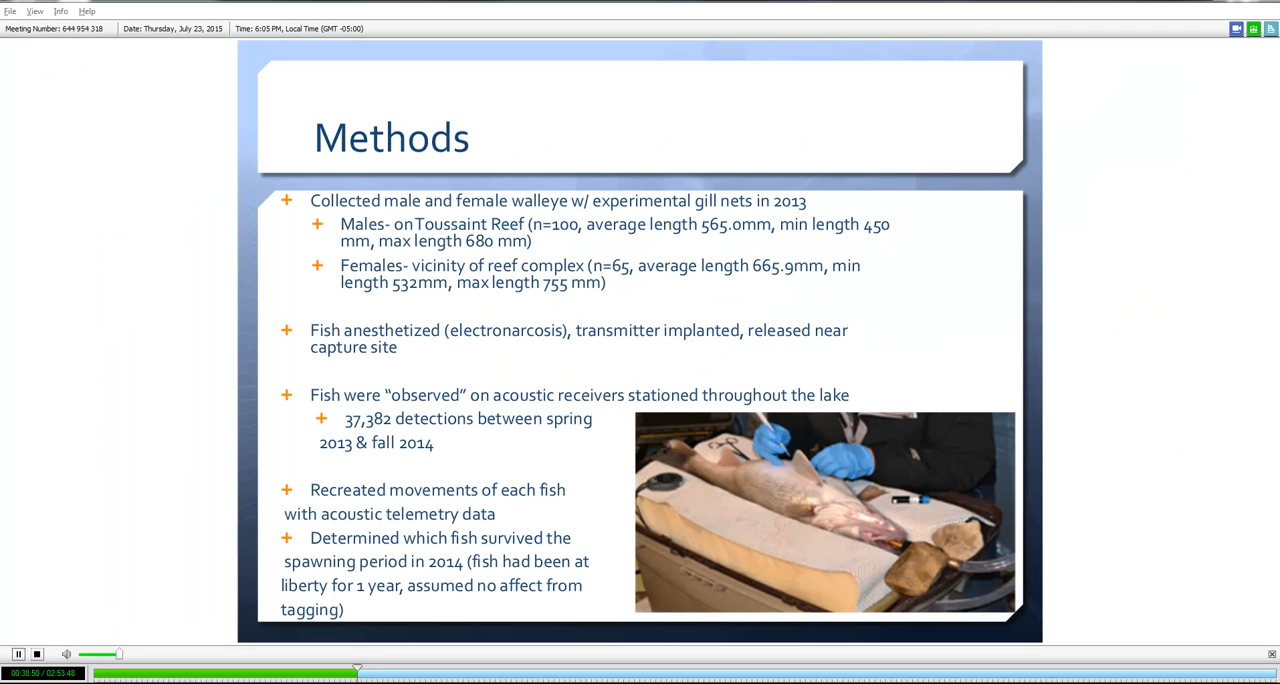 File View Info Help
Meeting Number: 644 954 318 Date: Thursday, July 23, 2015 Time: 6:05 PM, Local Time (GMT -05:00)
Methods
Collected male and female walleye w/ experimental gill nets in 2013
Males- on Toussaint Reef (n=100, average length 565.0mm, min length 450
mm, max length 680 mm)
Females- vicinity of reef complex (n=65, average length 665.9mm, min
length 532mm, max length 755 mm)
Fish anesthetized (electronarcosis), transmitter implanted, released near
capture site
Fish were “observed” on acoustic receivers stationed throughout the lake
37,382 detections between spring
2013 & fall 2014
Recreated movements of each fish
with acoustic telemetry data
Determined which fish survived the
spawning period in 2014 (fish had been at
liberty for 1 year, assumed no affect from
tagging)
00:38:50 / 02:53:48